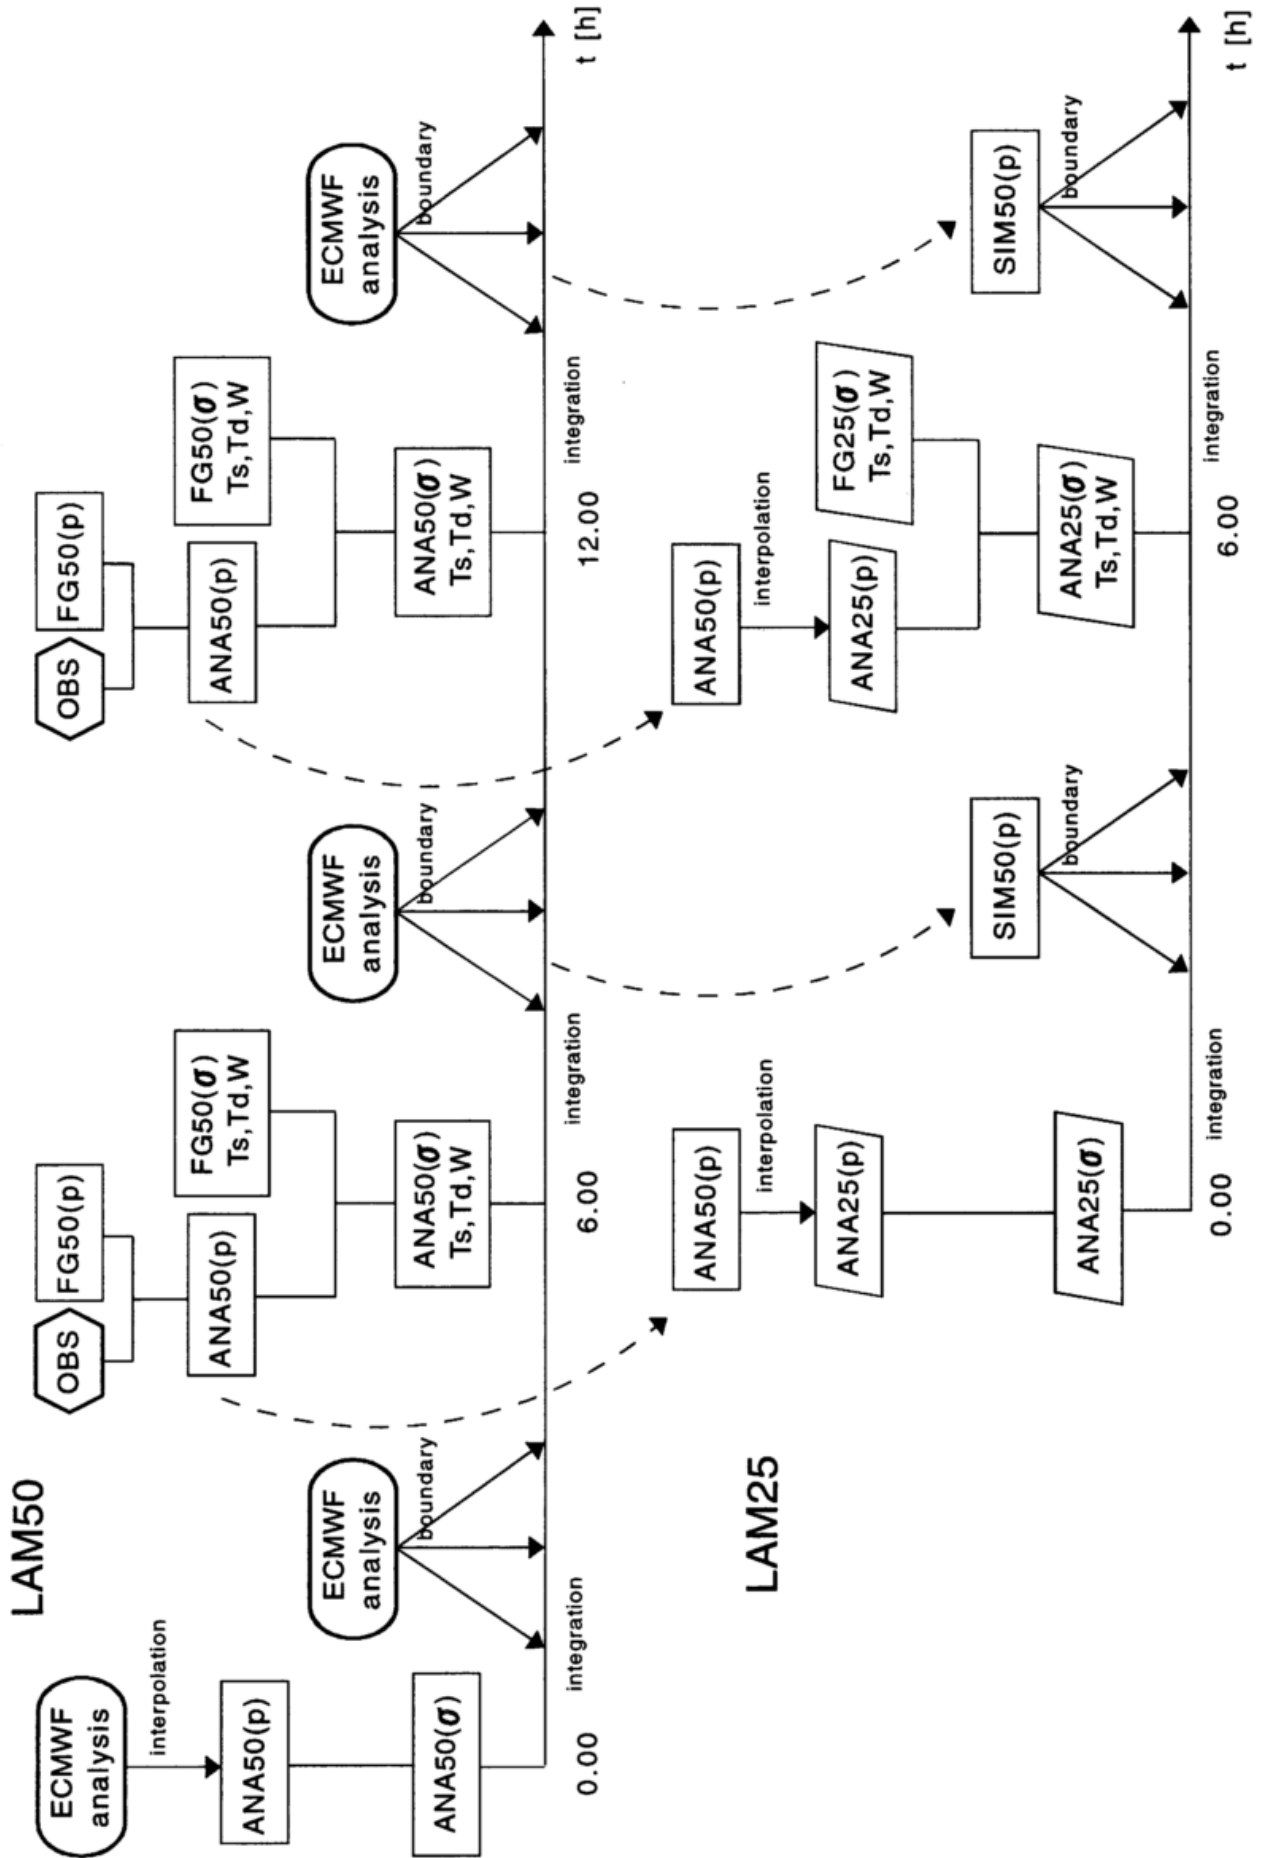 LAM50
ECMWF
analysis
interpolation
ANA50(p)
ANA50(σ)
0.00
integration
ECMWF
analysis
boundary
OBS
FG50(p)
ANA50(p)
FG50(σ)
Ts,Td,W
ANA50(σ)
Ts,Td,W
6.00
integration
ECMWF
analysis
boundary
OBS
FG50(p)
ANA50(p)
FG50(σ)
Ts,Td,W
ANA50(σ)
Ts,Td,W
12.00
integration
ECMWF
analysis
boundary
t [h]
LAM25
ANA50(p)
interpolation
ANA25(p)
ANA25(σ)
0.00
integration
SIM50(p)
boundary
ANA50(p)
interpolation
ANA25(p)
FG25(σ)
Ts,Td,W
ANA25(σ)
Ts,Td,W
6.00
integration
SIM50(p)
boundary
t [h]